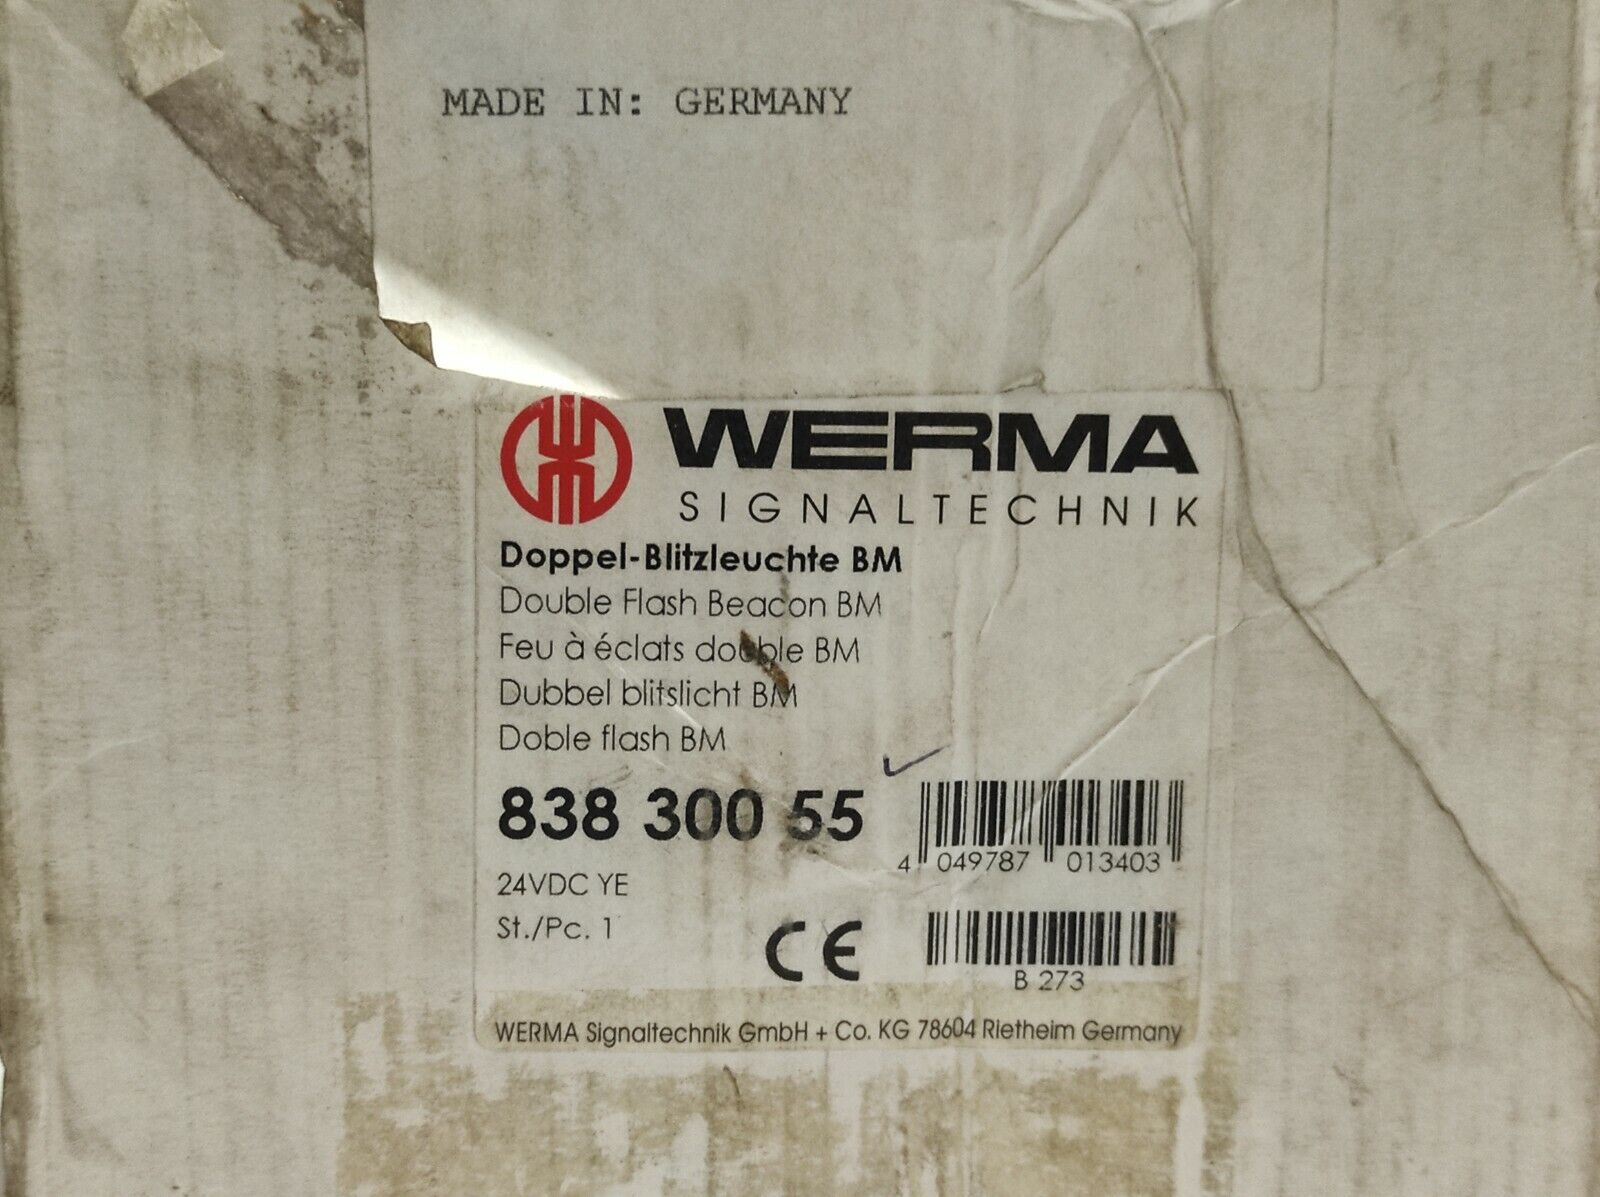 MADE IN: GERMANY
WERMA
SIGNALTECHNIK
Doppel-Blitzleuchte BM
Double Flash Beacon BM
Feu à éclats double BM
Dubbel blitslicht BM
Doble flash BM
838 300 55
4 049787 013403
24VDC YE
St./Pc. 1
CE
B 273
WERMA Signaltechnik GmbH + Co. KG 78604 Rietheim Germany